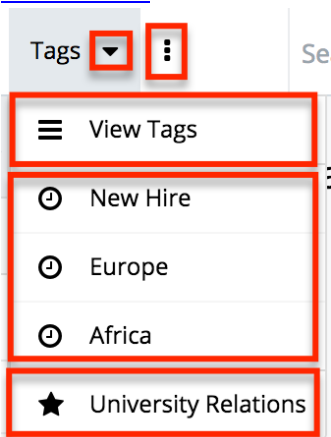 Tags
View Tags
New Hire
Europe
Africa
University Relations